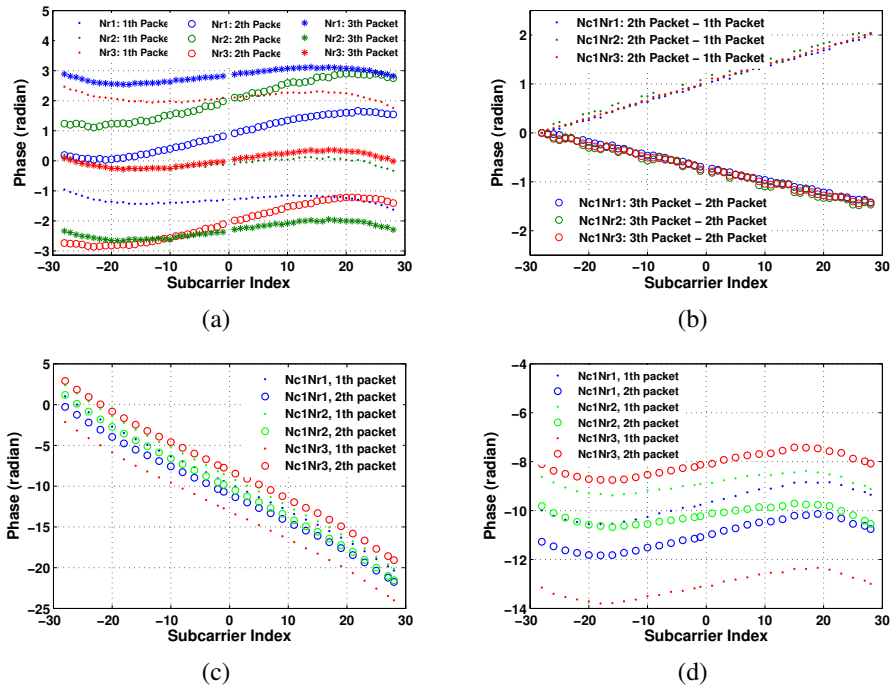 Nr1: 1th Packe Nr1: 2th Packe Nr1: 3th Packet
Nr2: 1th Packe Nr2: 2th Packe Nr2: 3th Packet
Nr3: 1th Packe Nr3: 2th Packe Nr3: 3th Packet
5
4
3
2
1
0
−1
−2
−3
Phase (radian)
−30 −20 −10 0 10 20 30
Subcarrier Index
(a)
Nc1Nr1: 2th Packet − 1th Packet
Nc1Nr2: 2th Packet − 1th Packet
Nc1Nr3: 2th Packet − 1th Packet
2
1
0
−1
−2
Phase (radian)
Nc1Nr1: 3th Packet − 2th Packet
Nc1Nr2: 3th Packet − 2th Packet
Nc1Nr3: 3th Packet − 2th Packet
−30 −20 −10 0 10 20 30
Subcarrier Index
(b)
5
0
−5
−10
−15
−20
−25
Phase (radian)
Nc1Nr1, 1th packet
Nc1Nr1, 2th packet
Nc1Nr2, 1th packet
Nc1Nr2, 2th packet
Nc1Nr3, 1th packet
Nc1Nr3, 2th packet
−30 −20 −10 0 10 20 30
Subcarrier Index
(c)
−4
−6
−8
−10
−12
−14
Phase (radian)
Nc1Nr1, 1th packet
Nc1Nr1, 2th packet
Nc1Nr2, 1th packet
Nc1Nr2, 2th packet
Nc1Nr3, 1th packet
Nc1Nr3, 2th packet
−30 −20 −10 0 10 20 30
Subcarrier Index
(d)